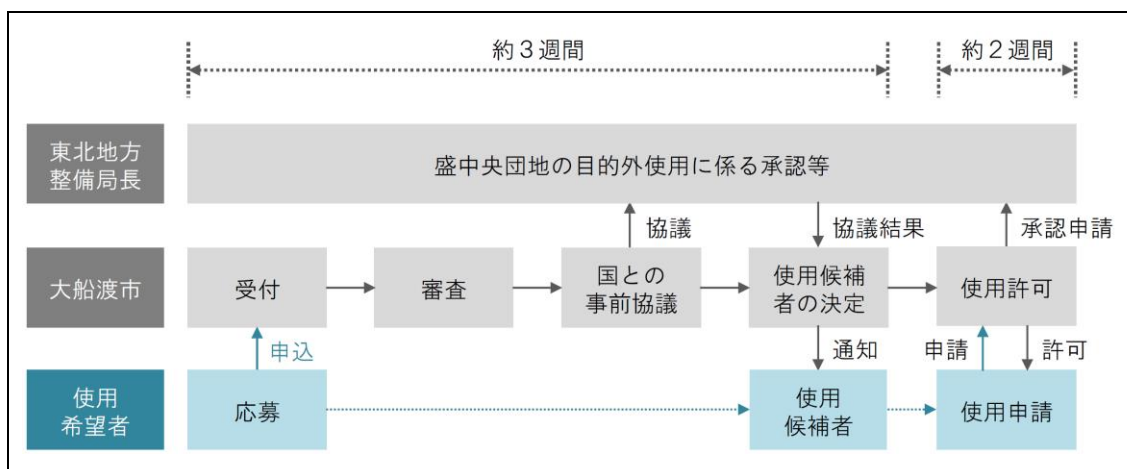 約３週間
約２週間
東北地方
整備局長
盛中央団地の目的外使用に係る承認等
協議
協議結果
承認申請
大船渡市
受付
審査
国との
事前協議
使用候補
者の決定
使用許可
申込
通知
申請
許可
使用
希望者
応募
使用
候補者
使用申請